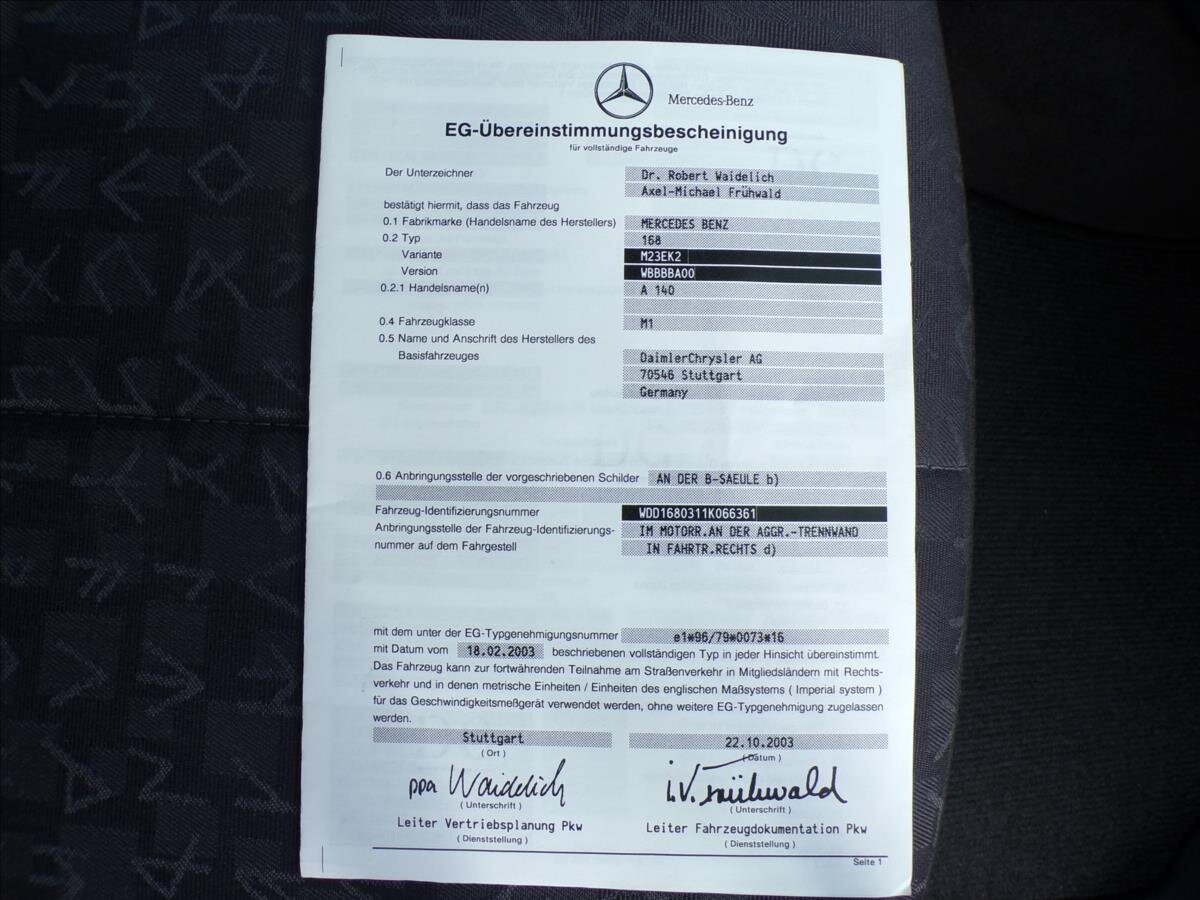 Mercedes-Benz
EG-Übereinstimmungsbescheinigung
für vollständige Fahrzeuge
Der Unterzeichner Dr. Robert Waidelich
Axel-Michael Frühwald
bestätigt hiermit, dass das Fahrzeug
0.1 Fabrikmarke (Handelsname des Herstellers) MERCEDES BENZ
0.2 Typ 168
Variante M23EK2
Version WBBBBA00
0.2.1 Handelsname(n) A 140
0.4 Fahrzeugklasse M1
0.5 Name und Anschrift des Herstellers des
Basisfahrzeuges DaimlerChrysler AG
70546 Stuttgart
Germany
0.6 Anbringungsstelle der vorgeschriebenen Schilder AN DER B-SAEULE b)
Fahrzeug-Identifizierungsnummer WDD1680311K066361
Anbringungsstelle der Fahrzeug-Identifizierungs- IM MOTORR.AN DER AGGR.-TRENNWAND
nummer auf dem Fahrgestell IN FAHRTR.RECHTS d)
mit dem unter der EG-Typgenehmigungsnummer e1*96/79*0073*16
mit Datum vom 18.02.2003 beschriebenen vollständigen Typ in jeder Hinsicht übereinstimmt.
Das Fahrzeug kann zur fortwährenden Teilnahme am Straßenverkehr in Mitgliedsländern mit Rechts-
verkehr und in denen metrische Einheiten / Einheiten des englischen Maßsystems ( Imperial system )
für das Geschwindigkeitsmeßgerät verwendet werden, ohne weitere EG-Typgenehmigung zugelassen
werden.
Stuttgart 22.10.2003
( Ort ) ( Datum )
ppa Waidelich i.V. Frühwald
( Unterschrift ) ( Unterschrift )
Leiter Vertriebsplanung Pkw Leiter Fahrzeugdokumentation Pkw
( Dienststellung ) ( Dienststellung )
Seite 1